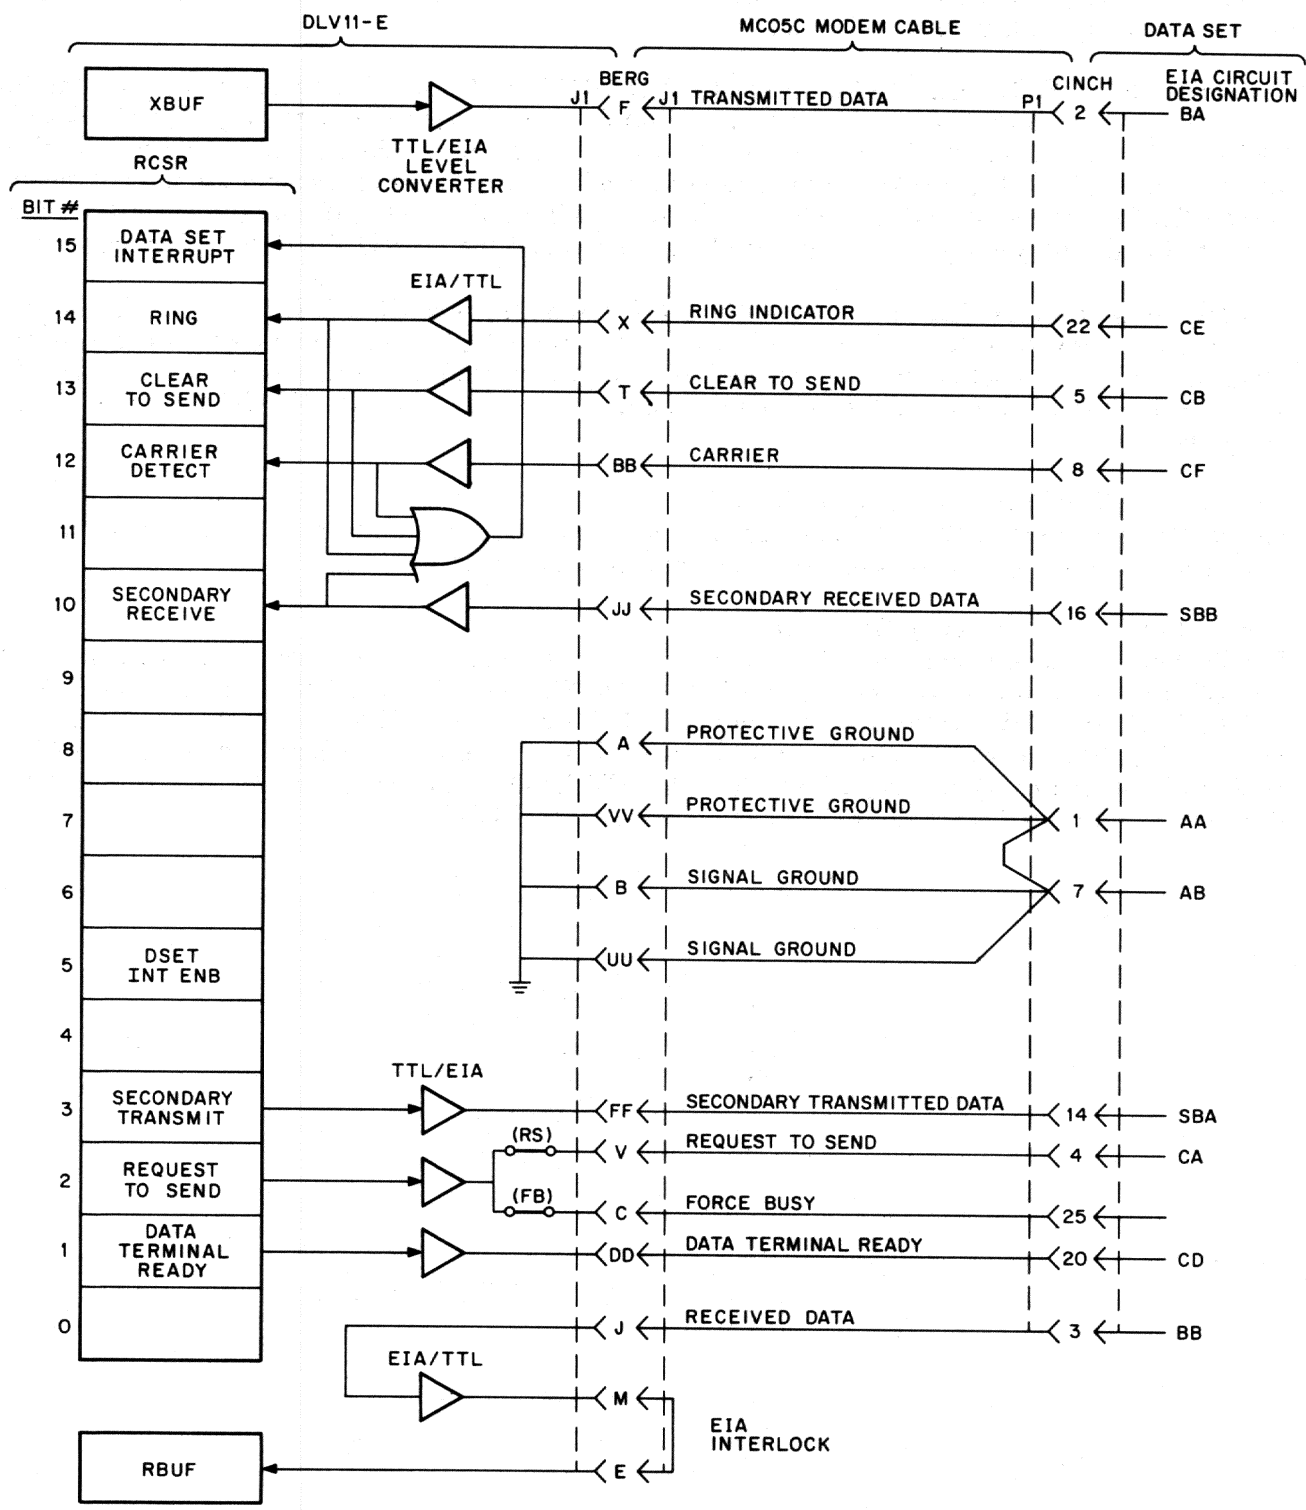 DLV11-E
MC05C MODEM CABLE
DATA SET
BERG
CINCH
EIA CIRCUIT
DESIGNATION
XBUF
J1
F
J1
TRANSMITTED DATA
P1
2
BA
TTL/EIA
LEVEL
CONVERTER
RCSR
BIT #
15
DATA SET
INTERRUPT
EIA/TTL
14
RING
X
RING INDICATOR
22
CE
13
CLEAR
TO SEND
T
CLEAR TO SEND
5
CB
12
CARRIER
DETECT
BB
CARRIER
8
CF
11
10
SECONDARY
RECEIVE
JJ
SECONDARY RECEIVED DATA
16
SBB
9
8
A
PROTECTIVE GROUND
7
VV
PROTECTIVE GROUND
1
AA
6
B
SIGNAL GROUND
7
AB
5
DSET
INT ENB
UU
SIGNAL GROUND
4
TTL/EIA
3
SECONDARY
TRANSMIT
FF
SECONDARY TRANSMITTED DATA
14
SBA
2
REQUEST
TO SEND
(RS)
V
REQUEST TO SEND
4
CA
(FB)
C
FORCE BUSY
25
1
DATA
TERMINAL
READY
DD
DATA TERMINAL READY
20
CD
0
J
RECEIVED DATA
3
BB
EIA/TTL
M
EIA
INTERLOCK
RBUF
E